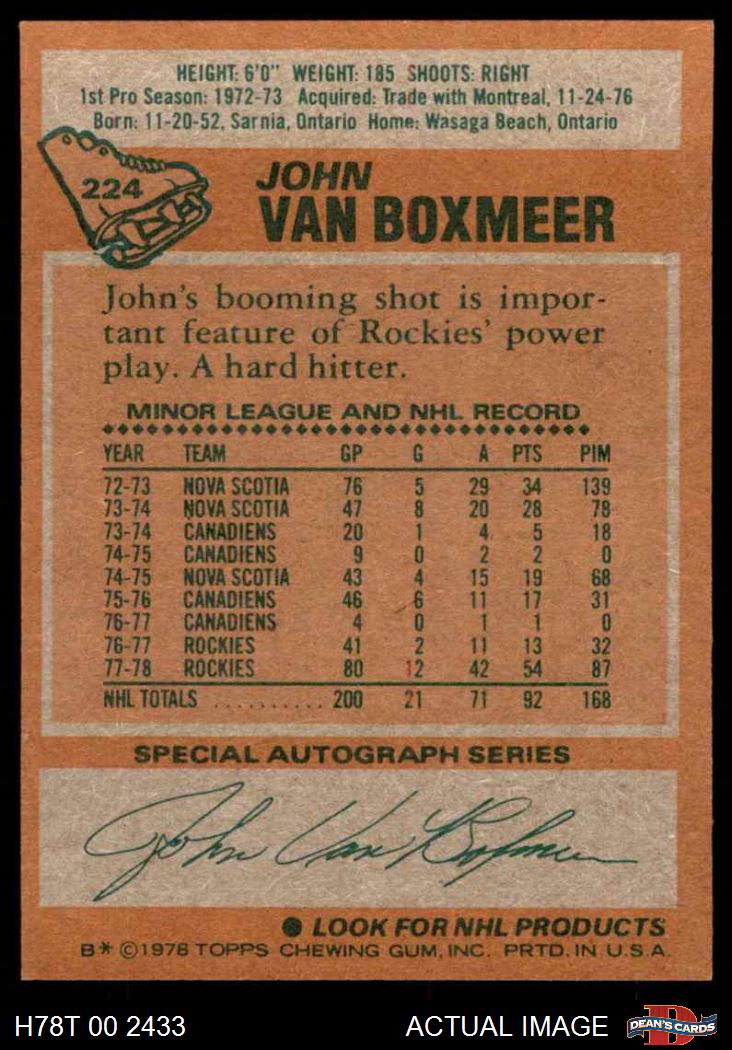 HEIGHT: 6'0" WEIGHT: 185 SHOOTS: RIGHT
1st Pro Season: 1972-73 Acquired: Trade with Montreal, 11-24-76
Born: 11-20-52, Sarnia, Ontario Home: Wasaga Beach, Ontario
224
JOHN
VAN BOXMEER
John's booming shot is impor-
tant feature of Rockies' power
play. A hard hitter.
MINOR LEAGUE AND NHL RECORD
YEAR TEAM GP G A PTS PIM
72-73 NOVA SCOTIA 76 5 29 34 139
73-74 NOVA SCOTIA 47 8 20 28 78
73-74 CANADIENS 20 1 4 5 18
74-75 CANADIENS 9 0 2 2 0
74-75 NOVA SCOTIA 43 4 15 19 68
75-76 CANADIENS 46 6 11 17 31
76-77 CANADIENS 4 0 1 1 0
76-77 ROCKIES 41 2 11 13 32
77-78 ROCKIES 80 12 42 54 87
NHL TOTALS ........... 200 21 71 92 168
SPECIAL AUTOGRAPH SERIES
John Van Boxmeer
● LOOK FOR NHL PRODUCTS
B* ©1978 TOPPS CHEWING GUM, INC. PRTD. IN U.S.A.
H78T 00 2433 ACTUAL IMAGE DEAN'S CARDS